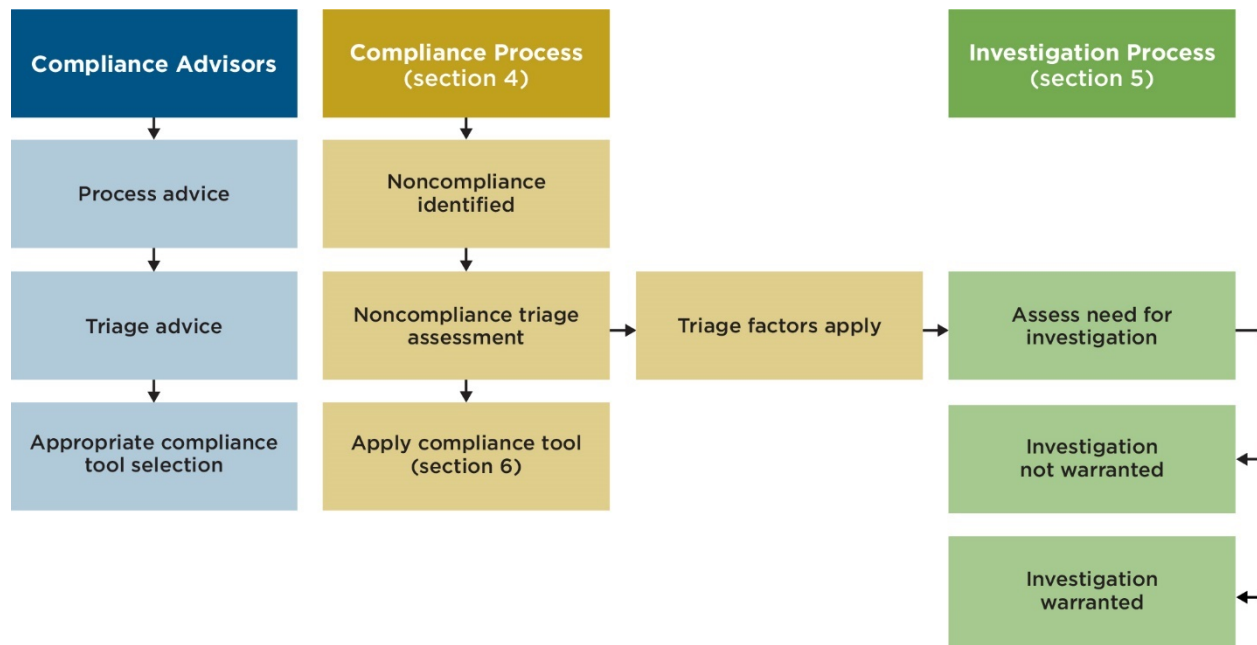 Compliance Advisors
Compliance Process
(section 4)
Investigation Process
(section 5)
Process advice
Noncompliance
identified
Triage advice
Noncompliance triage
assessment
Triage factors apply
Assess need for
investigation
Appropriate compliance
tool selection
Apply compliance tool
(section 6)
Investigation
not warranted
Investigation
warranted